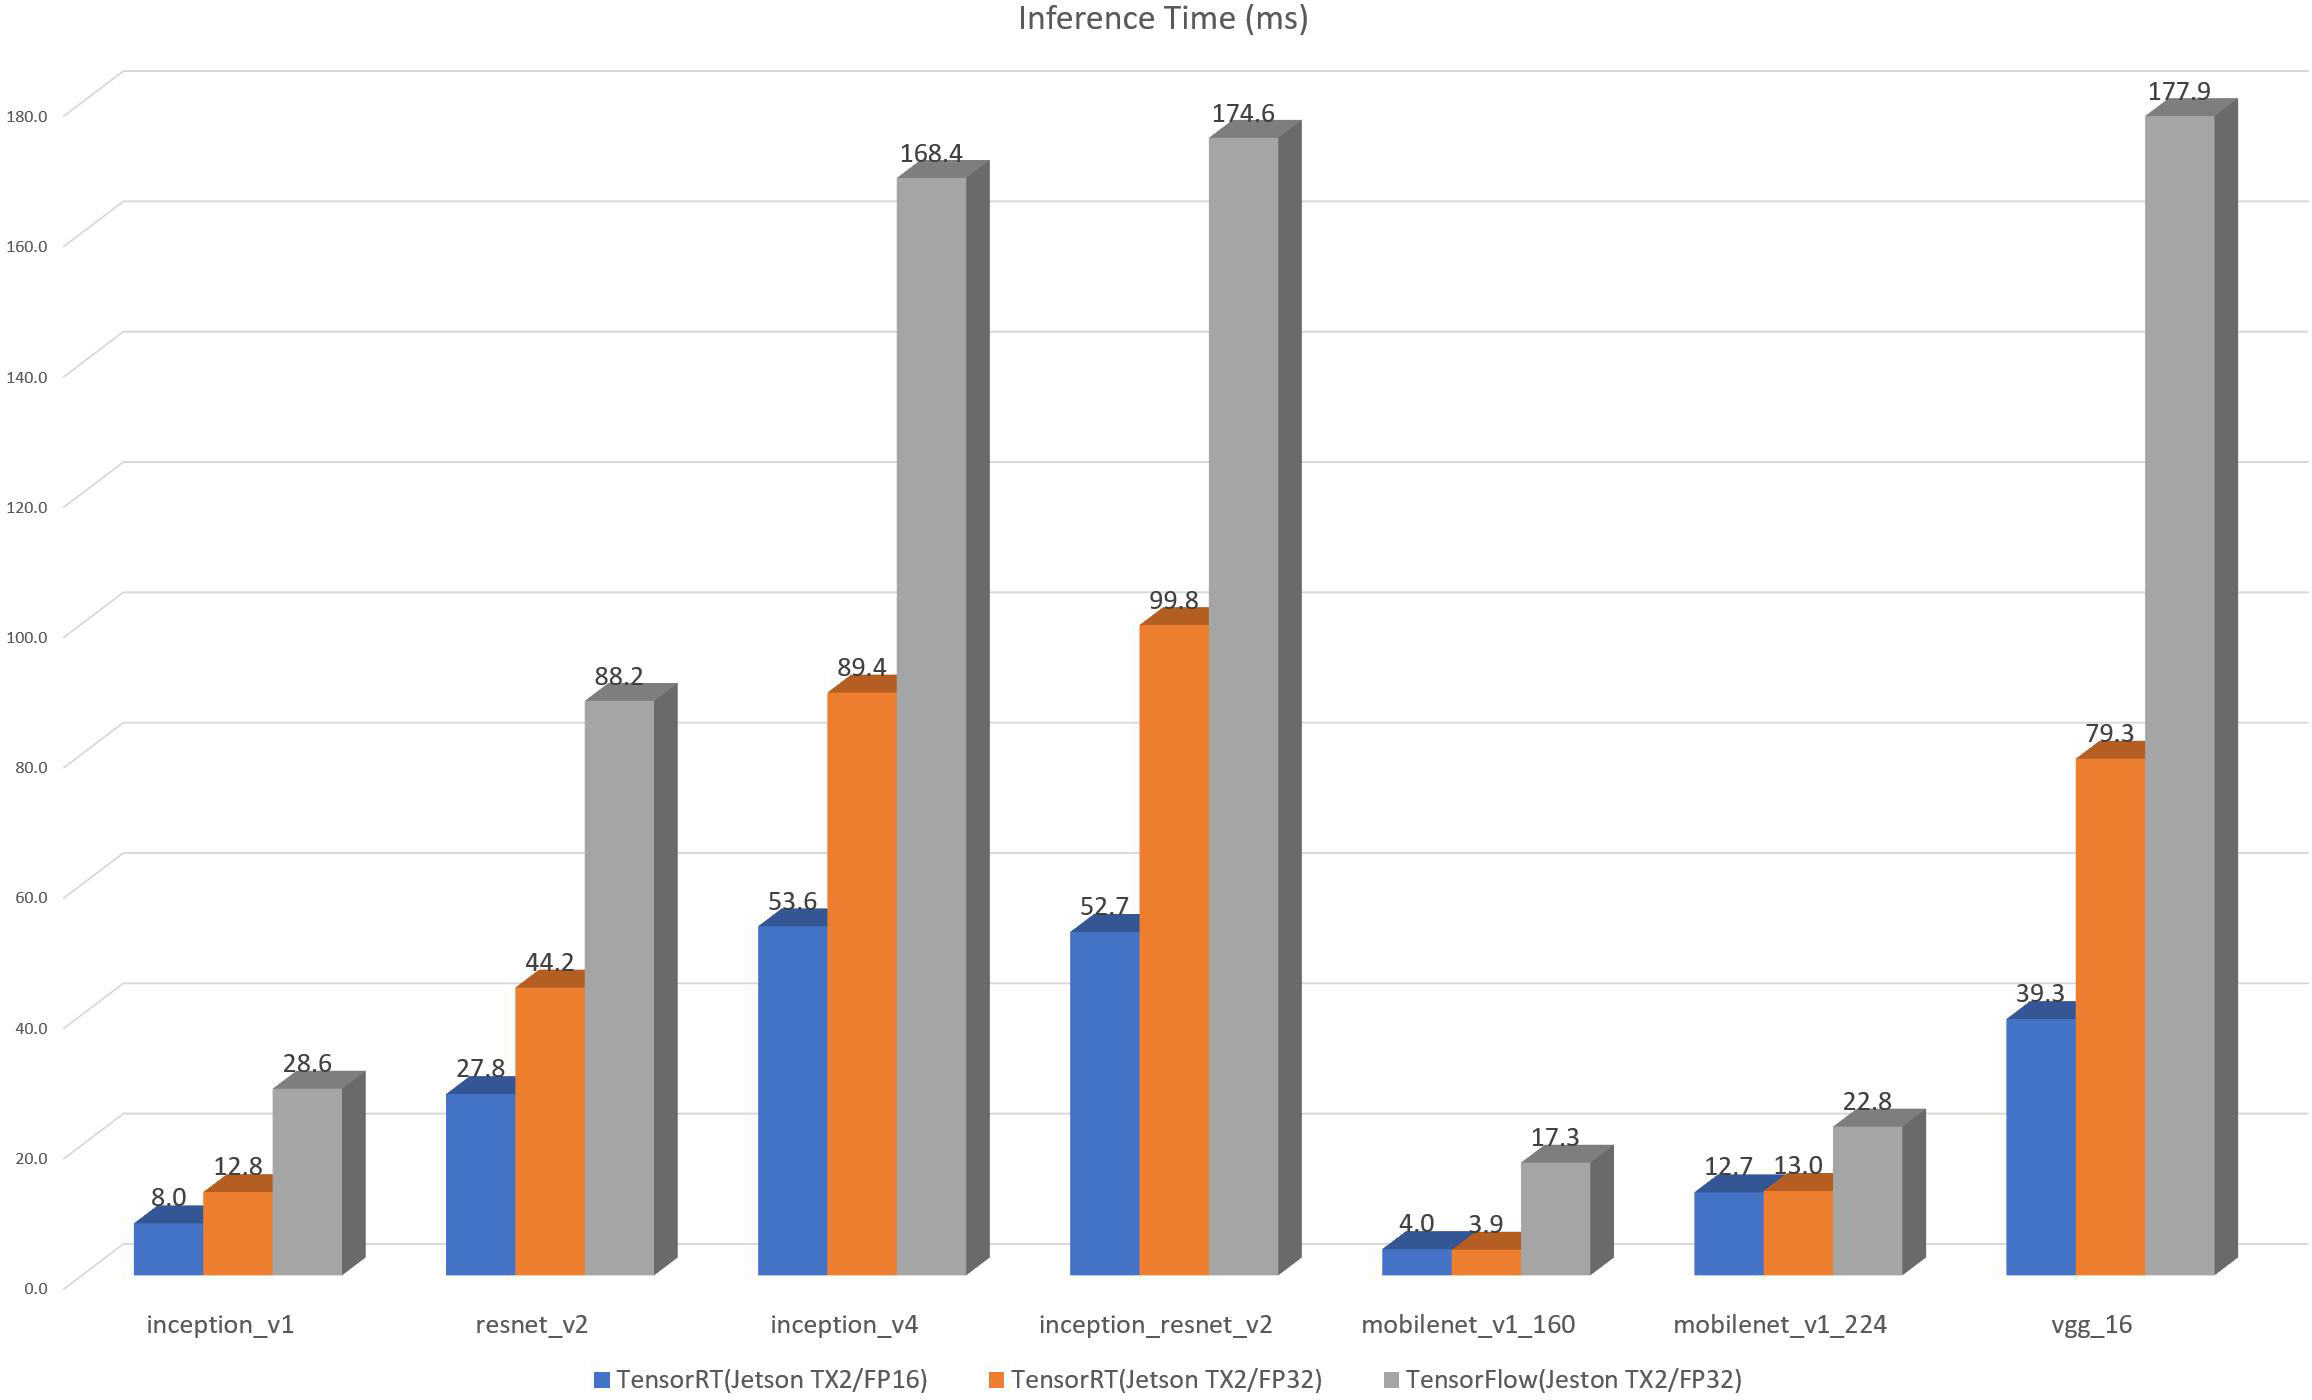 Inference Time (ms)
180.0
160.0
140.0
120.0
100.0
80.0
60.0
40.0
20.0
0.0
8.0
12.8
28.6
27.8
44.2
88.2
53.6
89.4
168.4
52.7
99.8
174.6
4.0
3.9
17.3
12.7
13.0
22.8
39.3
79.3
177.9
inception_v1
resnet_v2
inception_v4
inception_resnet_v2
mobilenet_v1_160
mobilenet_v1_224
vgg_16
TensorRT(Jetson TX2/FP16)
TensorRT(Jetson TX2/FP32)
TensorFlow(Jeston TX2/FP32)